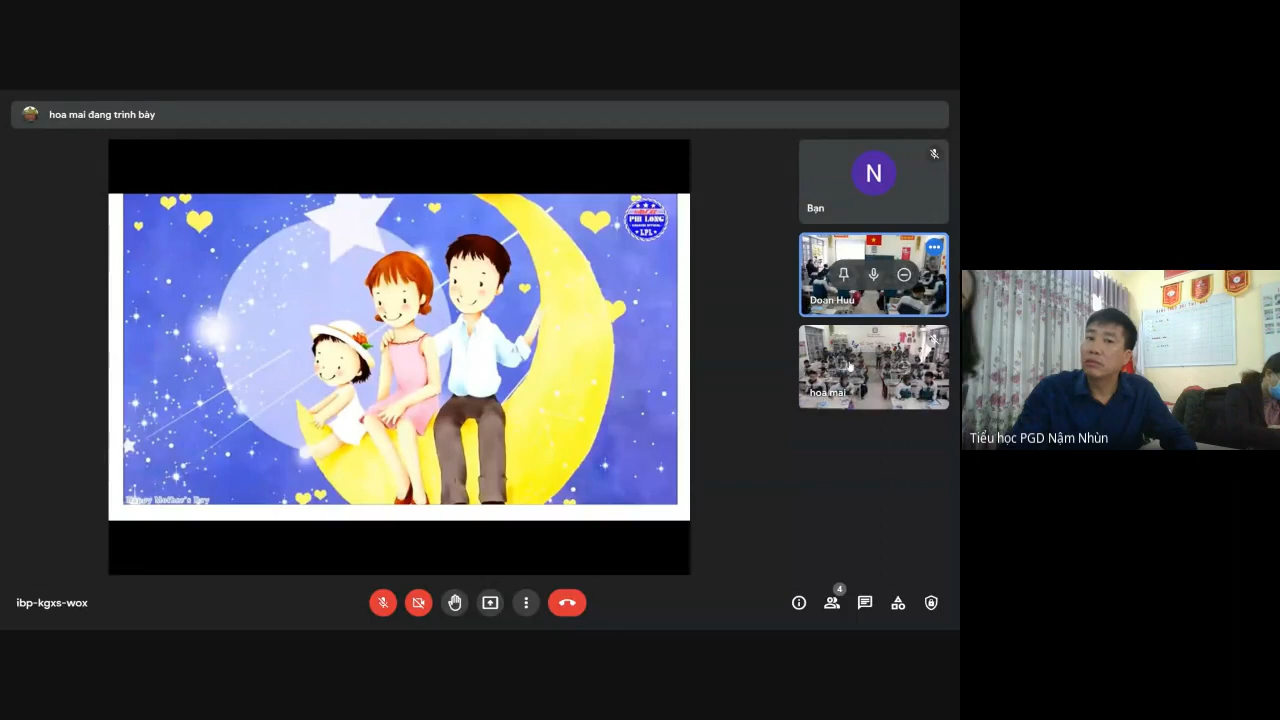 hoa mai đang trình bày
PHI LONG
LPL
N
Bạn
Doan Huu
hoa mai
Happy Mother's Day
Tiểu học PGD Nậm Nhùn
ibp-kgxs-wox
4